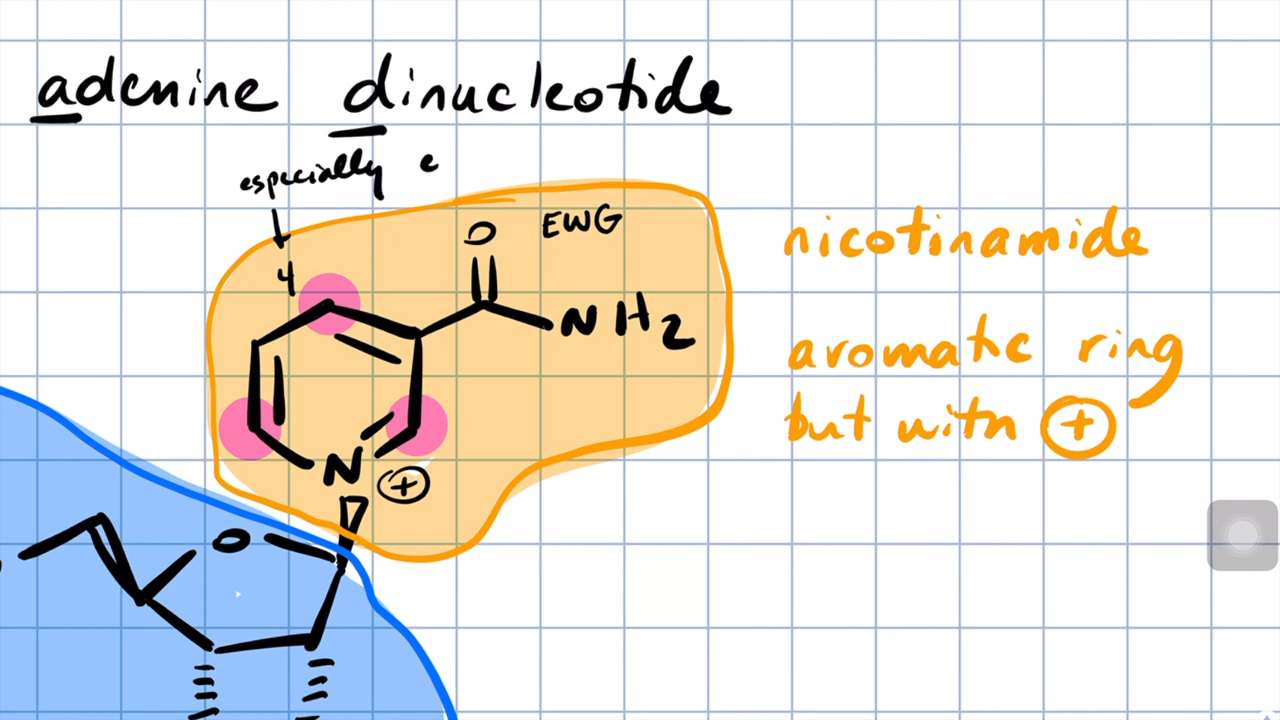 adenine dinucleotide
especially e
4
O
EWG
NH2
N
+
O
nicotinamide
aromatic ring
but with +